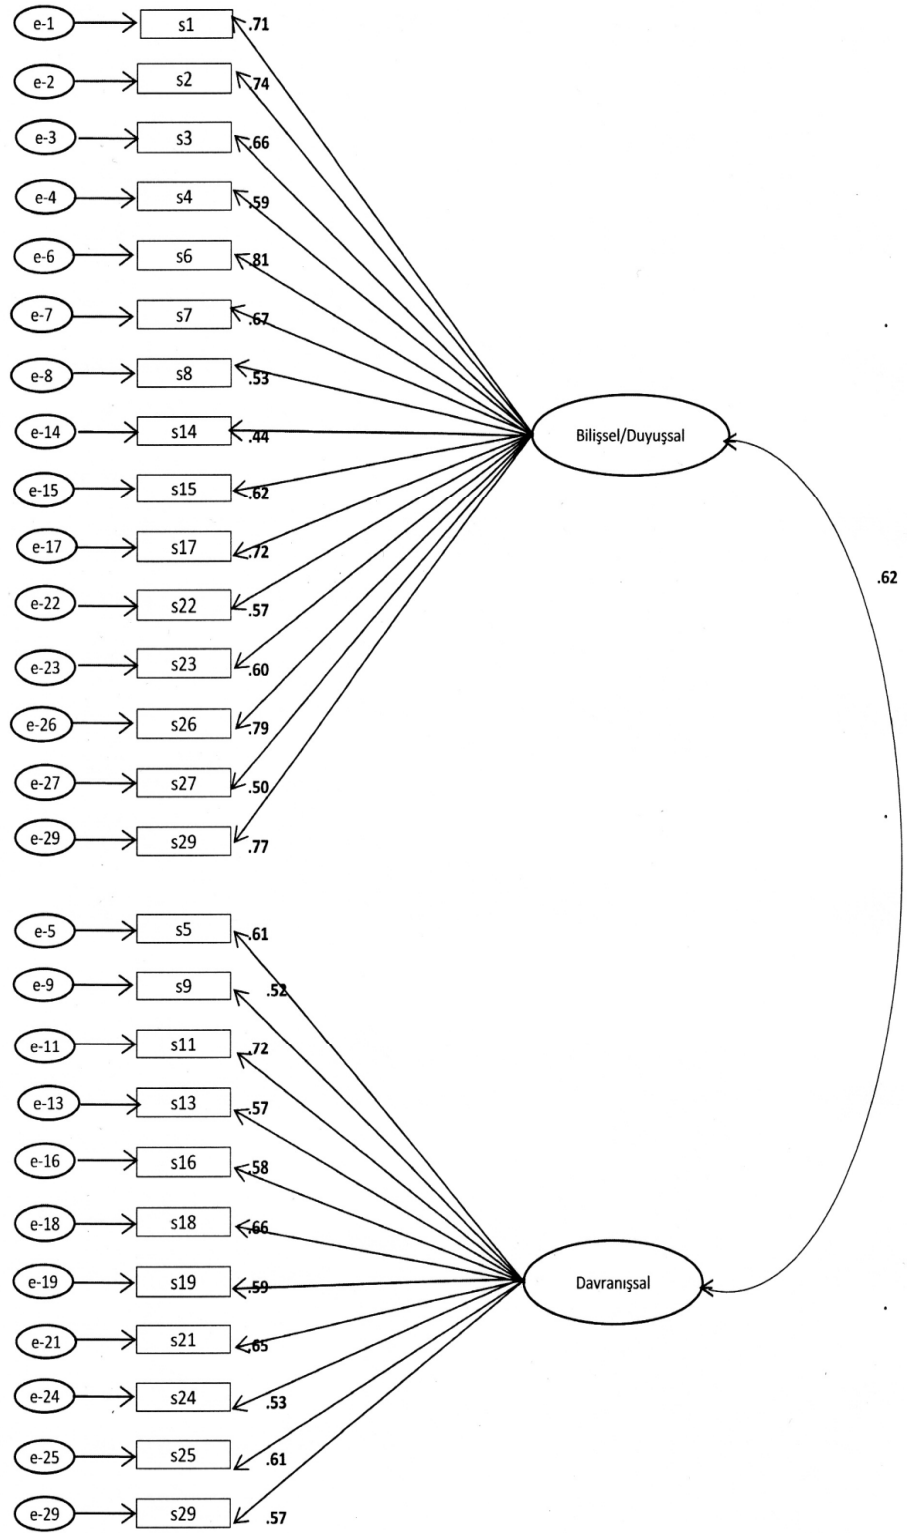 e-1 s1 .71
e-2 s2 .74
e-3 s3 .66
e-4 s4 .59
e-6 s6 .81
e-7 s7 .67
e-8 s8 .53
e-14 s14 .44 Bilişsel/Duyuşsal
e-15 s15 .62
e-17 s17 .72
.62
e-22 s22 .57
e-23 s23 .60
e-26 s26 .79
e-27 s27 .50
e-29 s29 .77
e-5 s5 .61
e-9 s9 .52
e-11 s11 .72
e-13 s13 .57
e-16 s16 .58
e-18 s18 .66
e-19 s19 .59 Davranışsal
e-21 s21 .65
e-24 s24 .53
e-25 s25 .61
e-29 s29 .57